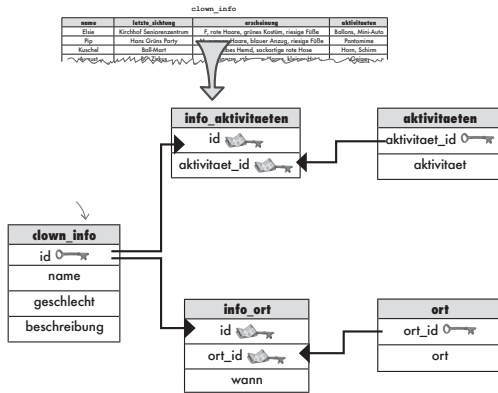 clown_info
name letzte_sichtung erscheinung aktivitaeten
Elsie Kirchhof Seniorenzentrum F, rote Haare, grünes Kostüm, riesige Füße Ballons, Mini-Auto
Pip Hans Grüns Party Haare, blauer Anzug, riesige Füße Pantomime
Kuschel Ball-Mart bes Hemd, sackartige rote Hose Horn, Schirm
info_aktivitaeten
id
aktivitaet_id
aktivitaeten
aktivitaet_id
aktivitaet
clown_info
id
name
geschlecht
beschreibung
info_ort
id
ort_id
wann
ort
ort_id
ort